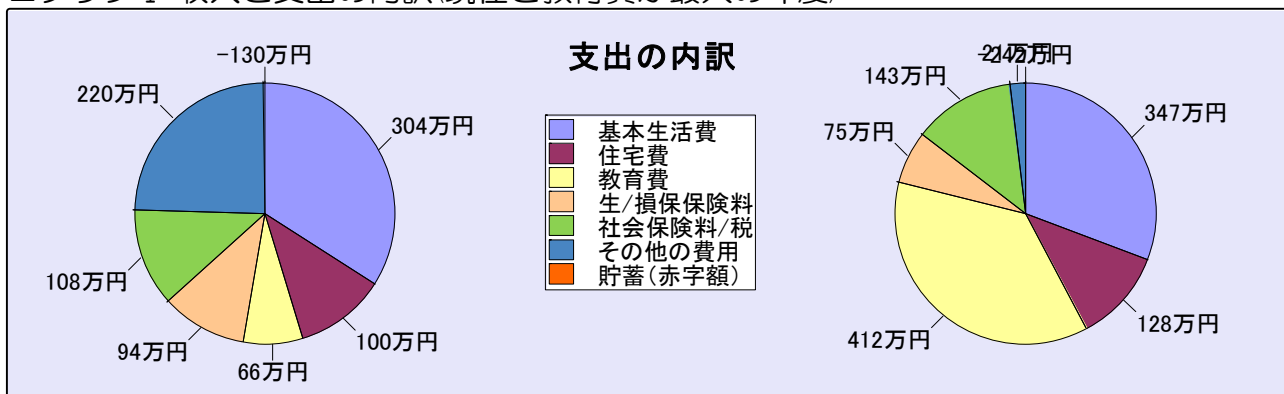 支出の内訳
-130万円
220万円
304万円
108万円
94万円
66万円
100万円
基本生活費
住宅費
教育費
生/損保保険料
社会保険料/税
その他の費用
貯蓄(赤字額)
143万円
347万円
75万円
412万円
128万円